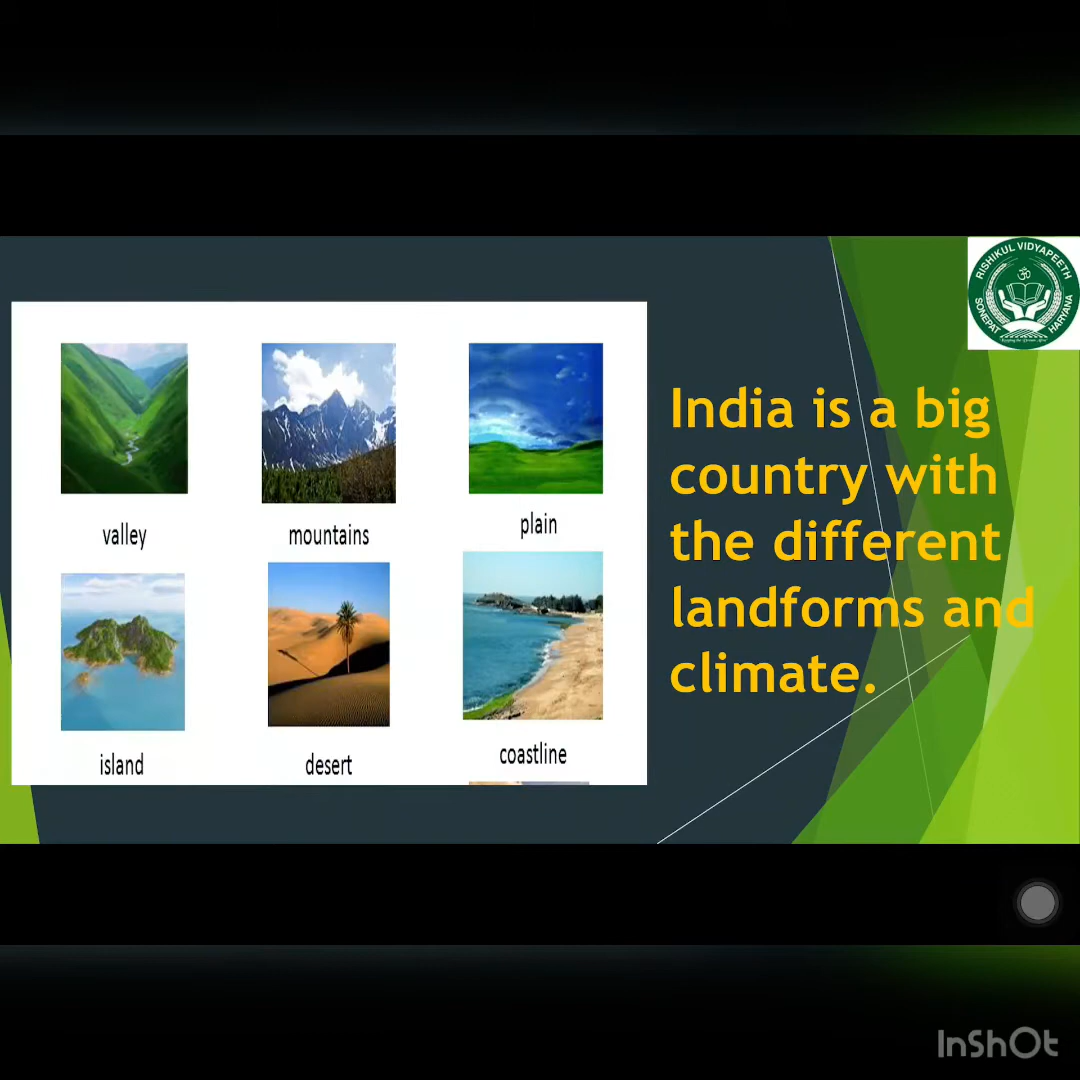 RISHIKUL VIDYAPEETH
SONEPAT
HARYANA
India is a big
country with
the different
landforms and
climate.
valley
mountains
plain
island
desert
coastline
InShOt